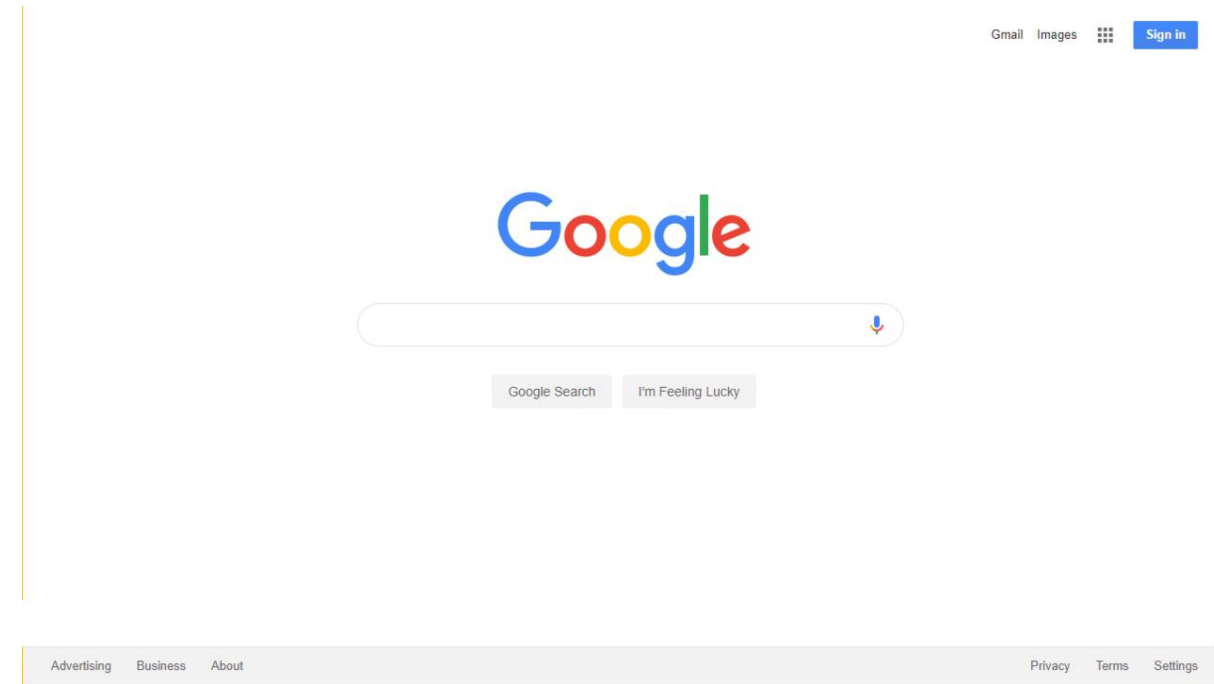 Gmail Images Sign in
Google
Google Search I'm Feeling Lucky
Advertising Business About Privacy Terms Settings